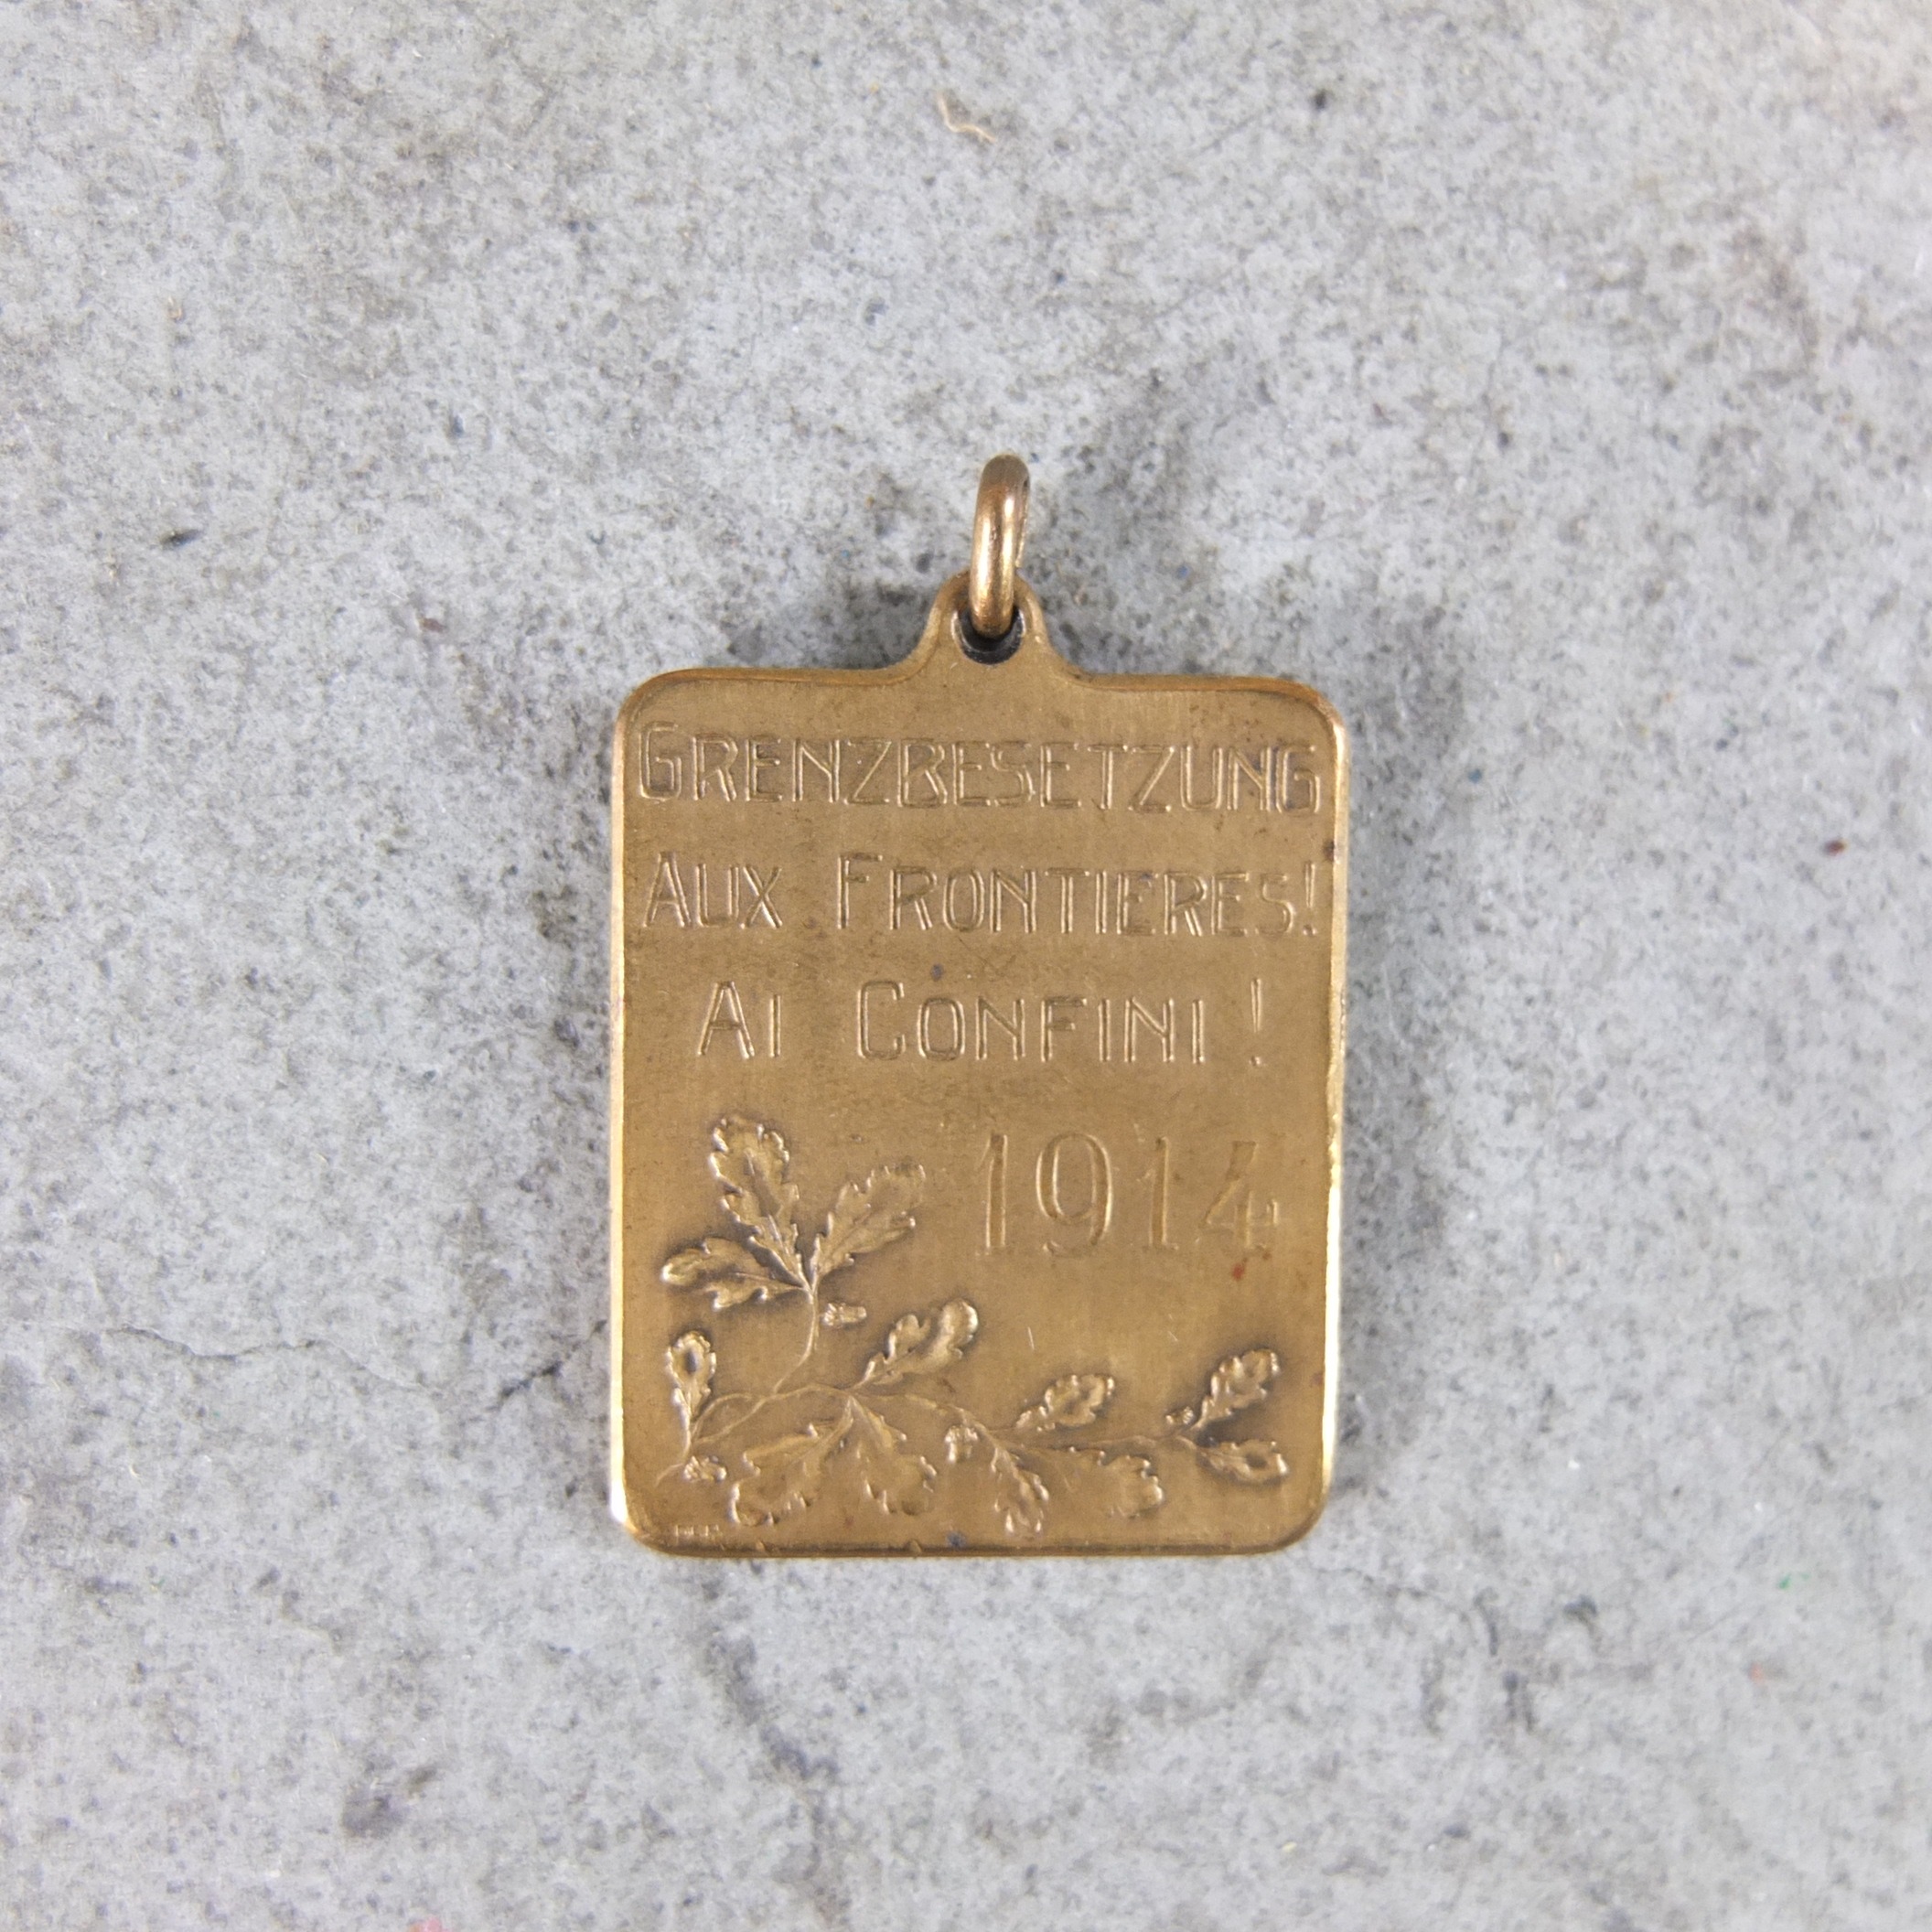 GRENZBESETZUNG
AUX FRONTIERES!
AI CONFINI !
1914